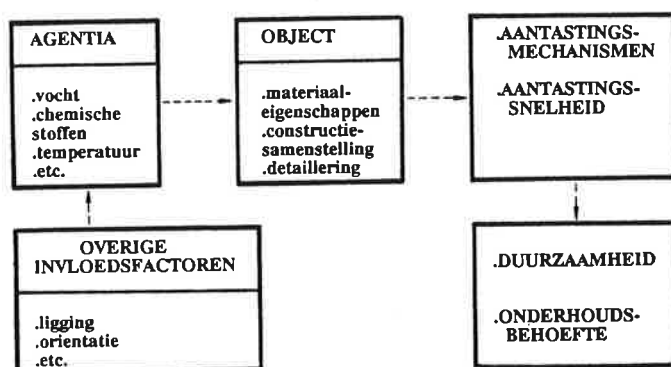 AGENTIA
.vocht
.chemische
stoffen
.temperatuur
.etc.
OBJECT
.materiaal-
eigenschappen
.constructie-
samenstelling
.detaillering
.AANTASTINGS-
MECHANISMEN
.AANTASTINGS-
SNELHEID
OVERIGE
INVLOEDSFACTOREN
.ligging
.orientatie
.etc.
.DUURZAAMHEID
.ONDERHOUDS-
BEHOEFTE